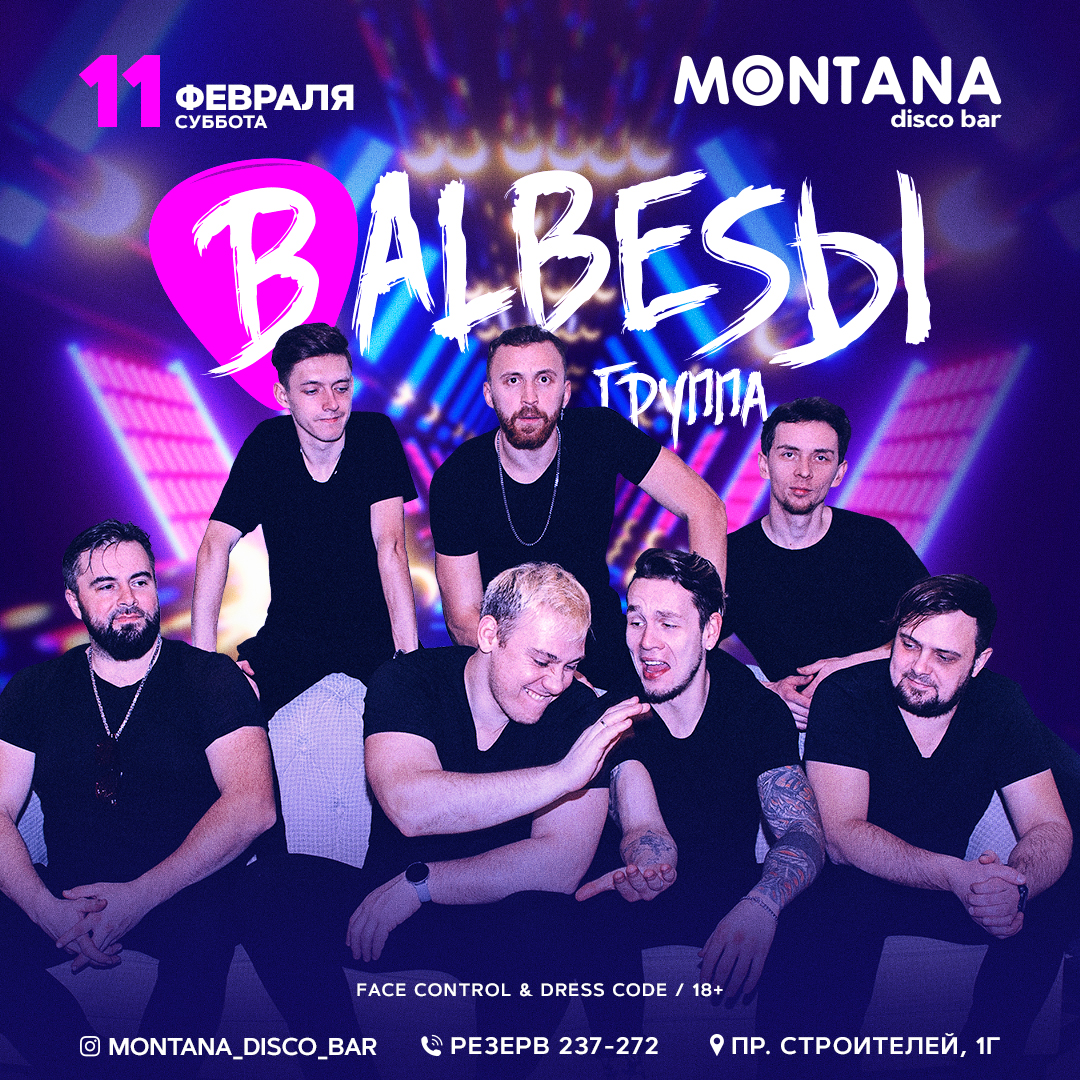 11 ФЕВРАЛЯ
СУББОТА
MONTANA
disco bar
BALBESЫ
ГРУППА
FACE CONTROL & DRESS CODE / 18+
MONTANA_DISCO_BAR
РЕЗЕРВ 237-272
ПР. СТРОИТЕЛЕЙ, 1Г